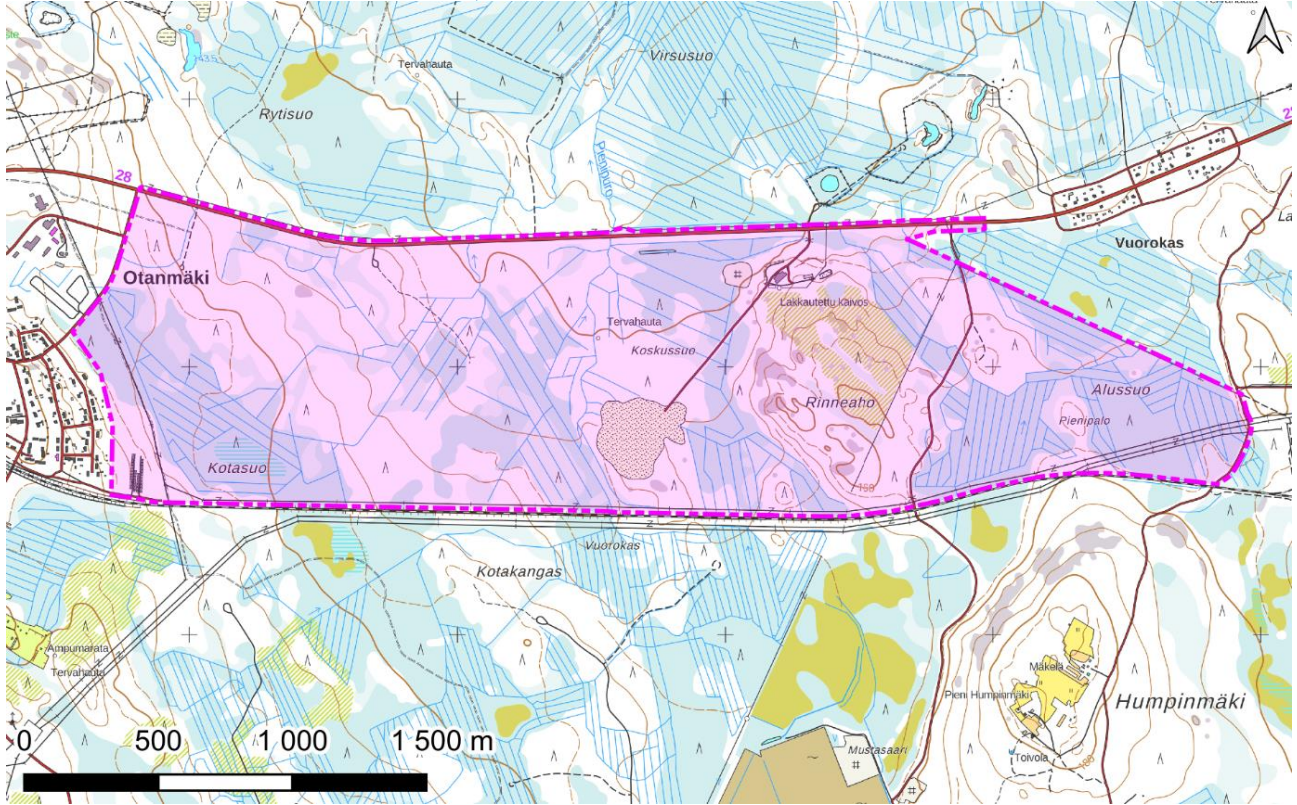 Tervahauta
Virsusuo
Rytisuo
Pienipuro
28
Otanmäki
Vuorokas
Lakkautettu kaivos
Tervahauta
Koskussuo
Rinneaho
Alussuo
Pienipalo
Kotasuo
Vuorokas
Kotakangas
Ampumarata
Tervahauta
Mäkelä
Pieni Humpinmäki
Humpinmäki
Mustasaari
Toivola
0 500 1 000 1 500 m